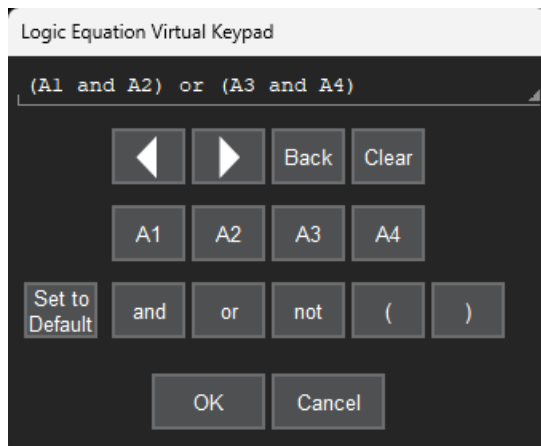 Logic Equation Virtual Keypad
(A1 and A2) or (A3 and A4)
Back Clear
A1 A2 A3 A4
Set to
Default and or not ( )
OK Cancel